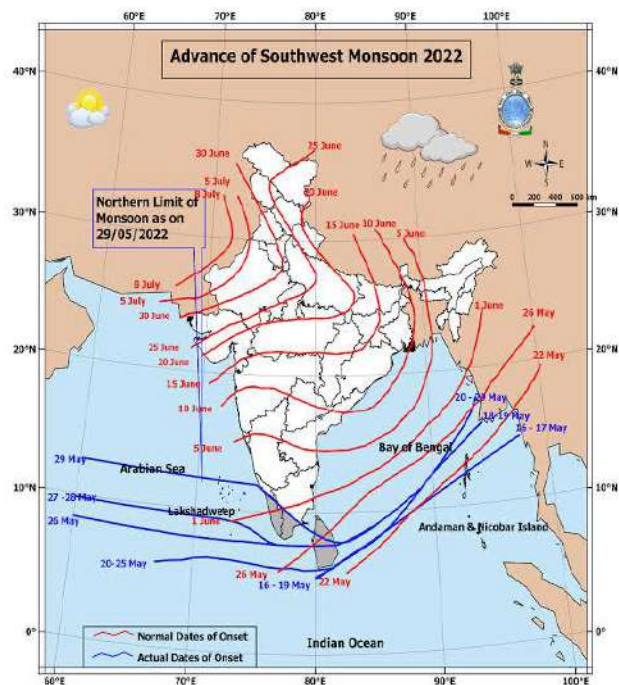 60°E
70°E
80°E
90°E
100°E
Advance of Southwest Monsoon 2022
40°N
40°N
N
W
E
S
0
200
400
600 km
30 June
25 June
5 July
8 July
20 June
Northern Limit of
Monsoon as on
29/05/2022
15 June
10 June
5 June
30°N
30°N
8 July
5 July
30 June
1 June
26 May
25 June
20 June
22 May
20°N
20°N
15 June
10 June
20 - 29 May
18-19 May
16 - 17 May
5 June
Bay of Bengal
29 May
Arabian Sea
10°N
10°N
27 - 28 May
Lakshadweep
26 May
1 June
Andaman & Nicobar Island
20-25 May
26 May
16 - 19 May
22 May
0°
0°
Normal Dates of Onset
Actual Dates of Onset
Indian Ocean
60°E
70°E
80°E
90°E
100°E